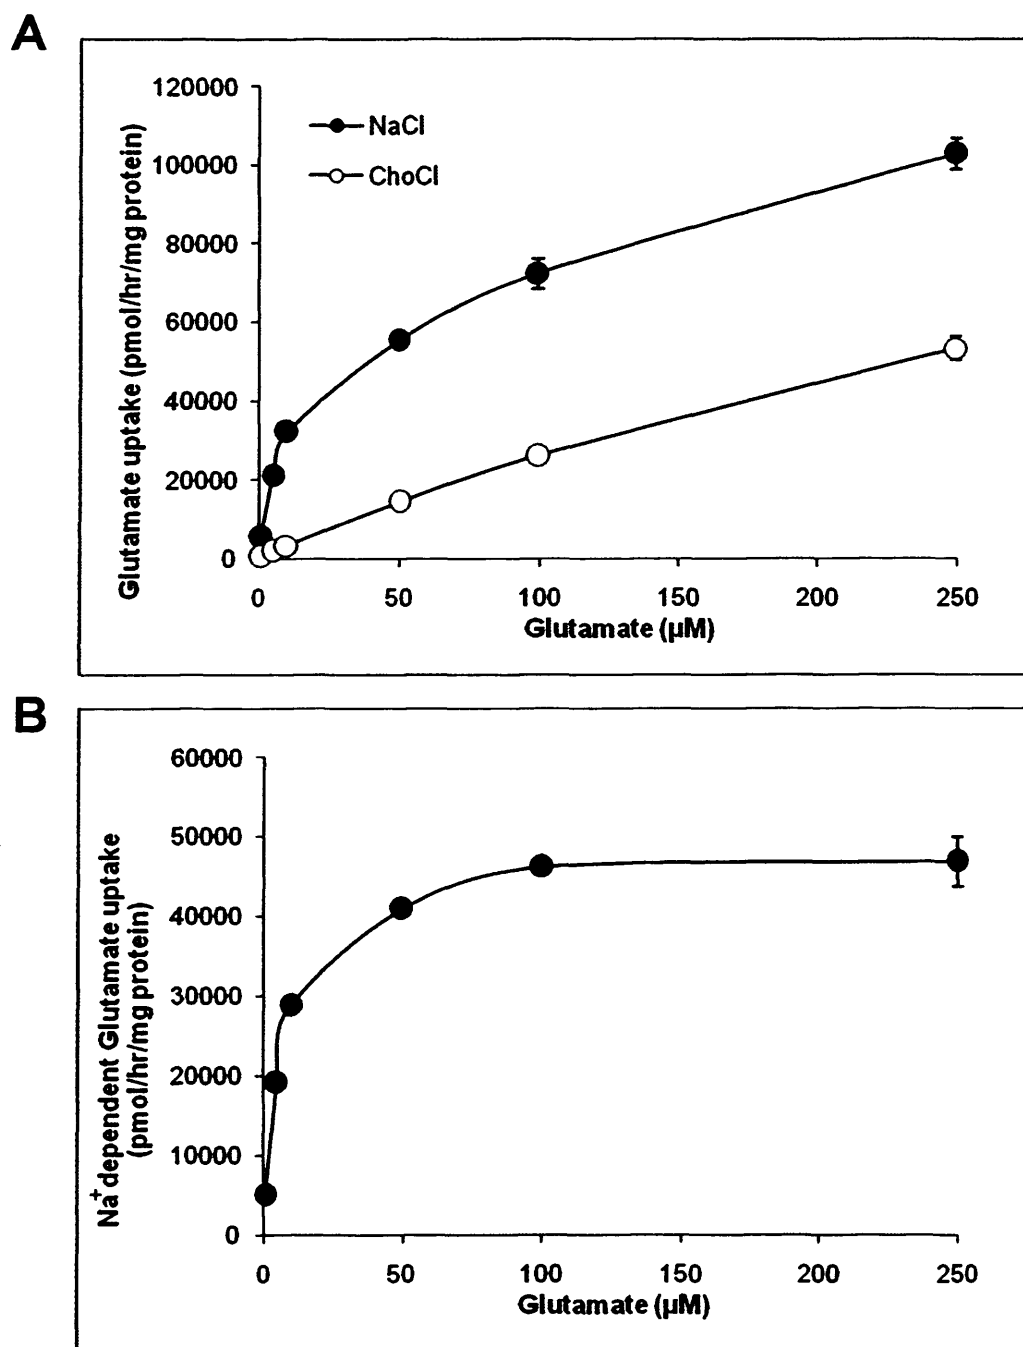 A
120000
100000
80000
60000
40000
20000
0
NaCl
ChoCl
Glutamate uptake (pmol/hr/mg protein)
0 50 100 150 200 250
Glutamate (µM)
B
60000
50000
40000
30000
20000
10000
0
Na+ dependent Glutamate uptake
(pmol/hr/mg protein)
0 50 100 150 200 250
Glutamate (µM)